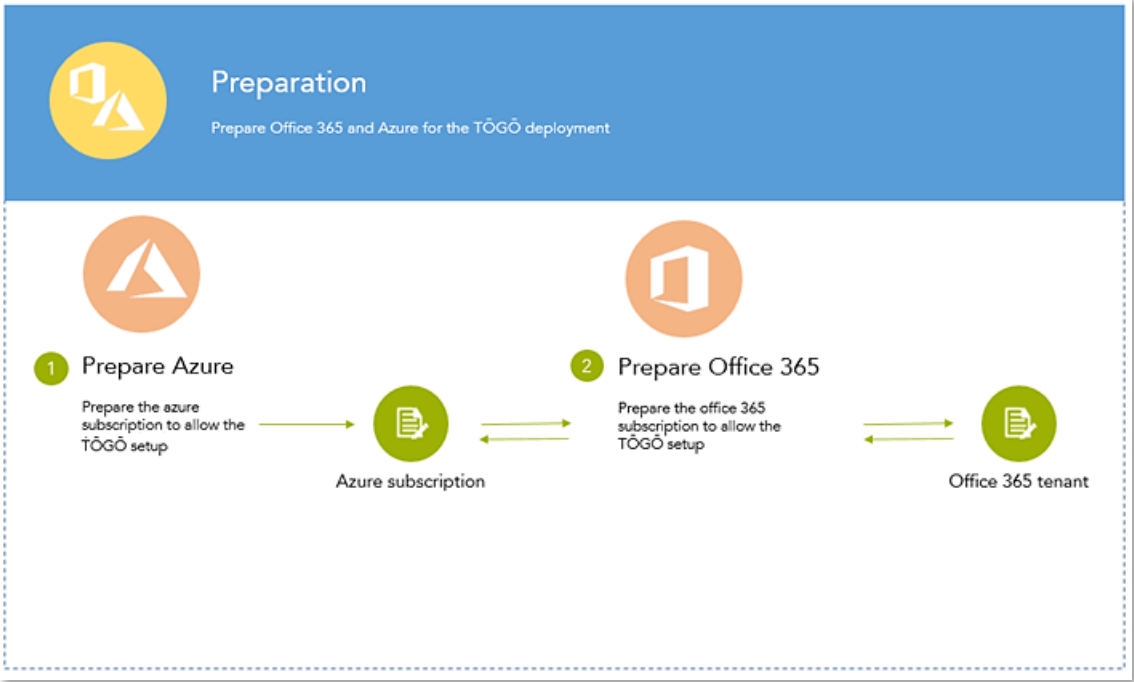 Preparation
Prepare Office 365 and Azure for the TŌGŌ deployment
1
Prepare Azure
Prepare the azure
subscription to allow the
TŌGŌ setup
Azure subscription
2
Prepare Office 365
Prepare the office 365
subscription to allow the
TŌGŌ setup
Office 365 tenant